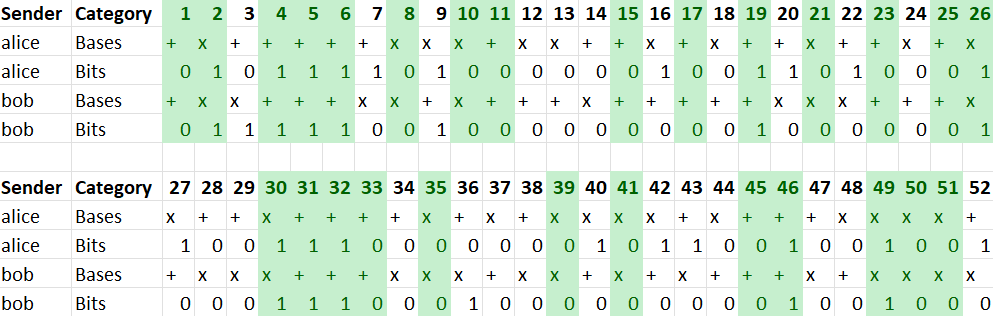 Sender Category 1 2 3 4 5 6 7 8 9 10 11 12 13 14 15 16 17 18 19 20 21 22 23 24 25 26
alice Bases + x + + + + + x x x + x x + + x + x + + x + + x + x
alice Bits 0 1 0 1 1 1 1 0 1 0 0 0 0 0 0 1 0 0 1 1 0 1 0 0 0 1
bob Bases + x x + + + x x + x + + + x + + + + + x x x + + + x
bob Bits 0 1 1 1 1 1 0 0 1 0 0 0 0 0 0 0 0 0 1 0 0 0 0 0 0 1
Sender Category 27 28 29 30 31 32 33 34 35 36 37 38 39 40 41 42 43 44 45 46 47 48 49 50 51 52
alice Bases x + + x + + + + x + x + x x x x + x + + + x x x x +
alice Bits 1 0 0 1 1 1 0 0 0 0 0 0 0 1 0 1 1 0 0 1 0 0 1 0 0 1
bob Bases + x x x + + + x x x + x x + x + x + + + x + x x x x
bob Bits 0 0 0 1 1 1 0 0 0 1 0 0 0 0 0 0 0 0 0 1 0 0 1 0 0 0